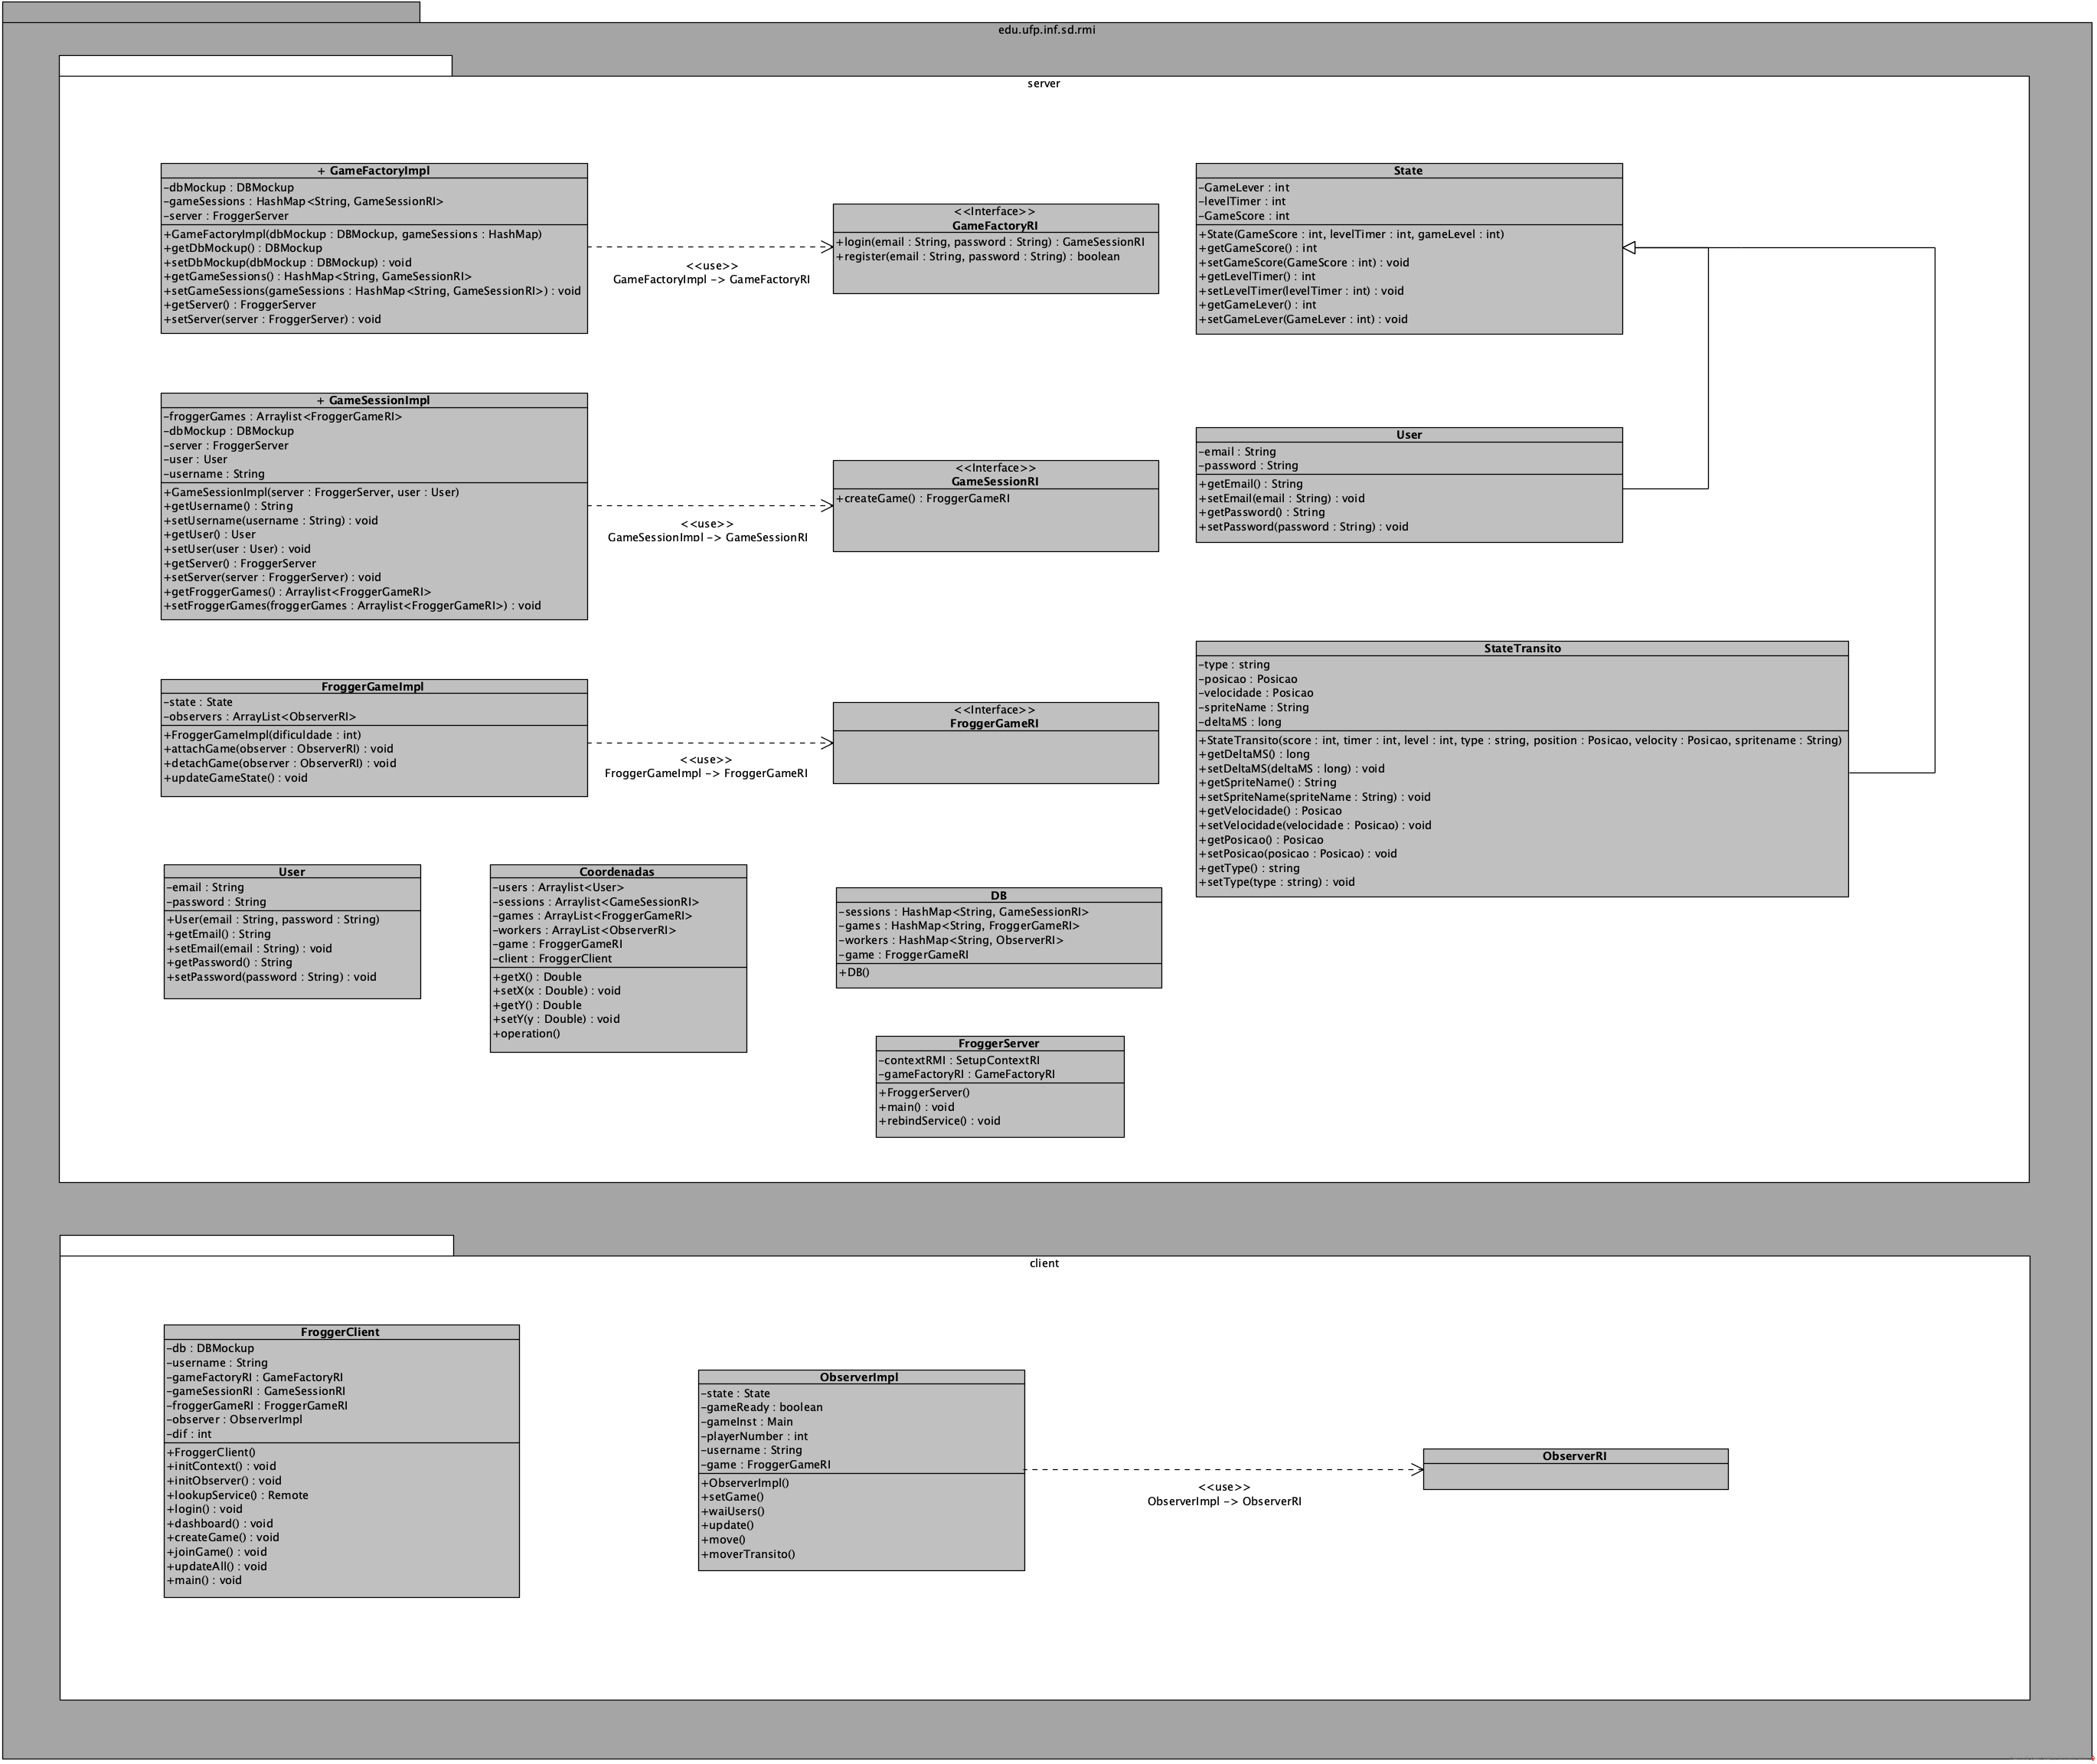 edu.ufp.inf.sd.rmi
server
+ GameFactoryImpl
-dbMockup : DBMockup
-gameSessions : HashMap<String, GameSessionRI>
-server : FroggerServer
+GameFactoryImpl(dbMockup : DBMockup, gameSessions : HashMap)
+getDbMockup() : DBMockup
+setDbMockup(dbMockup : DBMockup) : void
+getGameSessions() : HashMap<String, GameSessionRI>
+setGameSessions(gameSessions : HashMap<String, GameSessionRI>) : void
+getServer() : FroggerServer
+setServer(server : FroggerServer) : void
<<use>>
GameFactoryImpl -> GameFactoryRI
<<Interface>>
GameFactoryRI
+login(email : String, password : String) : GameSessionRI
+register(email : String, password : String) : boolean
State
-GameLever : int
-levelTimer : int
-GameScore : int
+State(GameScore : int, levelTimer : int, gameLevel : int)
+getGameScore() : int
+setGameScore(GameScore : int) : void
+getLevelTimer() : int
+setLevelTimer(levelTimer : int) : void
+getGameLever() : int
+setGameLever(GameLever : int) : void
+ GameSessionImpl
-froggerGames : Arraylist<FroggerGameRI>
-dbMockup : DBMockup
-server : FroggerServer
-user : User
-username : String
+GameSessionImpl(server : FroggerServer, user : User)
+getUsername() : String
+setUsername(username : String) : void
+getUser() : User
+setUser(user : User) : void
+getServer() : FroggerServer
+setServer(server : FroggerServer) : void
+getFroggerGames() : Arraylist<FroggerGameRI>
+setFroggerGames(froggerGames : Arraylist<FroggerGameRI>) : void
<<use>>
GameSessionImpl -> GameSessionRI
<<Interface>>
GameSessionRI
+createGame() : FroggerGameRI
User
-email : String
-password : String
+getEmail() : String
+setEmail(email : String) : void
+getPassword() : String
+setPassword(password : String) : void
FroggerGameImpl
-state : State
-observers : ArrayList<ObserverRI>
+FroggerGameImpl(dificuldade : int)
+attachGame(observer : ObserverRI) : void
+detachGame(observer : ObserverRI) : void
+updateGameState() : void
<<use>>
FroggerGameImpl -> FroggerGameRI
<<Interface>>
FroggerGameRI
StateTransito
-type : string
-posicao : Posicao
-velocidade : Posicao
-spriteName : String
-deltaMS : long
+StateTransito(score : int, timer : int, level : int, type : string, position : Posicao, velocity : Posicao, spritename : String)
+getDeltaMS() : long
+setDeltaMS(deltaMS : long) : void
+getSpriteName() : String
+setSpriteName(spriteName : String) : void
+getVelocidade() : Posicao
+setVelocidade(velocidade : Posicao) : void
+getPosicao() : Posicao
+setPosicao(posicao : Posicao) : void
+getType() : string
+setType(type : string) : void
User
-email : String
-password : String
+User(email : String, password : String)
+getEmail() : String
+setEmail(email : String) : void
+getPassword() : String
+setPassword(password : String) : void
Coordenadas
-users : Arraylist<User>
-sessions : Arraylist<GameSessionRI>
-games : ArrayList<FroggerGameRI>
-workers : ArrayList<ObserverRI>
-game : FroggerGameRI
-client : FroggerClient
+getX() : Double
+setX(x : Double) : void
+getY() : Double
+setY(y : Double) : void
+operation()
DB
-sessions : HashMap<String, GameSessionRI>
-games : HashMap<String, FroggerGameRI>
-workers : HashMap<String, ObserverRI>
-game : FroggerGameRI
+DB()
FroggerServer
-contextRMI : SetupContextRI
-gameFactoryRI : GameFactoryRI
+FroggerServer()
+main() : void
+rebindService() : void
client
FroggerClient
-db : DBMockup
-username : String
-gameFactoryRI : GameFactoryRI
-gameSessionRI : GameSessionRI
-froggerGameRI : FroggerGameRI
-observer : ObserverImpl
-dif : int
+FroggerClient()
+initContext() : void
+initObserver() : void
+lookupService() : Remote
+login() : void
+dashboard() : void
+createGame() : void
+joinGame() : void
+updateAll() : void
+main() : void
ObserverImpl
-state : State
-gameReady : boolean
-gameInst : Main
-playerNumber : int
-username : String
-game : FroggerGameRI
+ObserverImpl()
+setGame()
+waiUsers()
+update()
+move()
+moverTransito()
<<use>>
ObserverImpl -> ObserverRI
ObserverRI